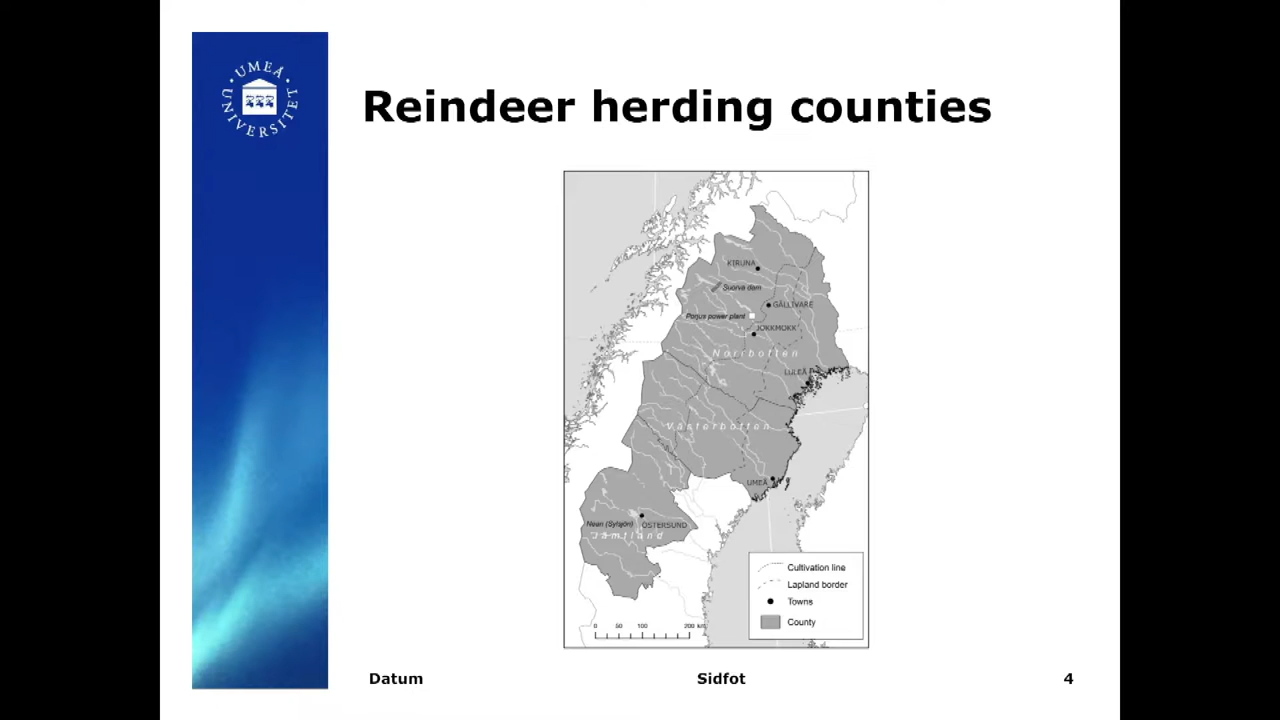 UMEÅ UNIVERSITET
Reindeer herding counties
KIRUNA
Suorva dam
GÄLLIVARE
Porjus power plant
JOKKMOKK
Norrbotten
LULEÅ
Västerbotten
UMEÅ
Nean (Sylsjön)
ÖSTERSUND
Jämtland
Cultivation line
Lapland border
Towns
County
0 50 100 200 km
Datum
Sidfot
4